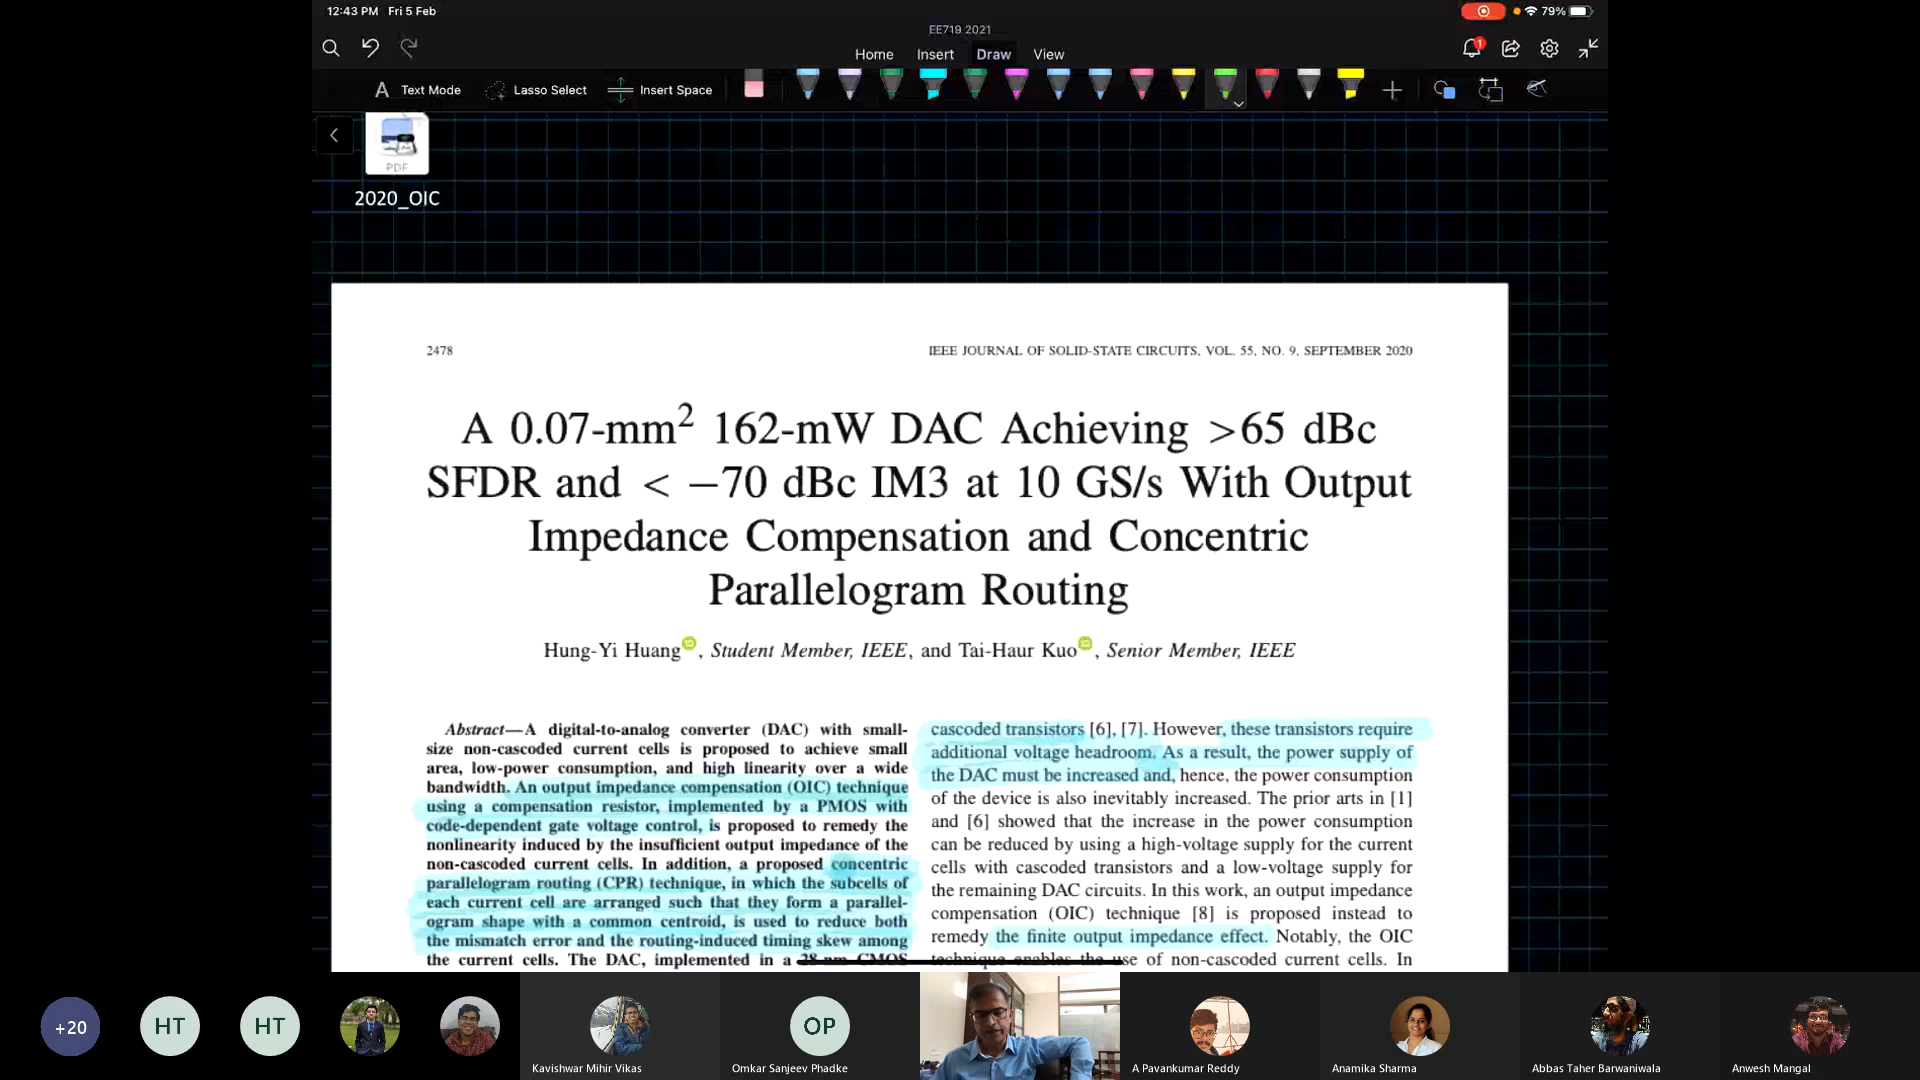 12:43 PM Fri 5 Feb
79%
EE719 2021
Home Insert Draw View
1
Text Mode Lasso Select Insert Space
PDF
2020_OIC
2478 IEEE JOURNAL OF SOLID-STATE CIRCUITS, VOL. 55, NO. 9, SEPTEMBER 2020
A 0.07-mm² 162-mW DAC Achieving >65 dBc
SFDR and < −70 dBc IM3 at 10 GS/s With Output
Impedance Compensation and Concentric
Parallelogram Routing
Hung-Yi Huang, Student Member, IEEE, and Tai-Haur Kuo, Senior Member, IEEE
Abstract—A digital-to-analog converter (DAC) with small-
size non-cascoded current cells is proposed to achieve small
area, low-power consumption, and high linearity over a wide
bandwidth. An output impedance compensation (OIC) technique
using a compensation resistor, implemented by a PMOS with
code-dependent gate voltage control, is proposed to remedy the
nonlinearity induced by the insufficient output impedance of the
non-cascoded current cells. In addition, a proposed concentric
parallelogram routing (CPR) technique, in which the subcells of
each current cell are arranged such that they form a parallel-
ogram shape with a common centroid, is used to reduce both
the mismatch error and the routing-induced timing skew among
the current cells. The DAC, implemented in a 28-nm CMOS
cascoded transistors [6], [7]. However, these transistors require
additional voltage headroom. As a result, the power supply of
the DAC must be increased and, hence, the power consumption
of the device is also inevitably increased. The prior arts in [1]
and [6] showed that the increase in the power consumption
can be reduced by using a high-voltage supply for the current
cells with cascoded transistors and a low-voltage supply for
the remaining DAC circuits. In this work, an output impedance
compensation (OIC) technique [8] is proposed instead to
remedy the finite output impedance effect. Notably, the OIC
technique enables the use of non-cascoded current cells. In
+20
HT
HT
OP
Kavishwar Mihir Vikas
Omkar Sanjeev Phadke
A Pavankumar Reddy
Anamika Sharma
Abbas Taher Barwaniwala
Anwesh Mangal